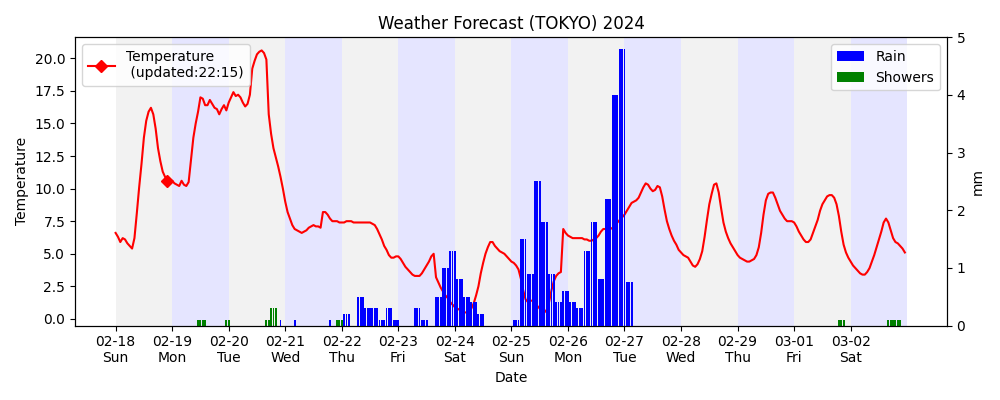 Weather Forecast (TOKYO) 2024
Temperature
(updated:22:15)
Rain
Showers
Temperature
20.0
17.5
15.0
12.5
10.0
7.5
5.0
2.5
0.0
5
4
3
2
1
0
mm
02-18 02-19 02-20 02-21 02-22 02-23 02-24 02-25 02-26 02-27 02-28 02-29 03-01 03-02
Sun Mon Tue Wed Thu Fri Sat Sun Mon Tue Wed Thu Fri Sat
Date